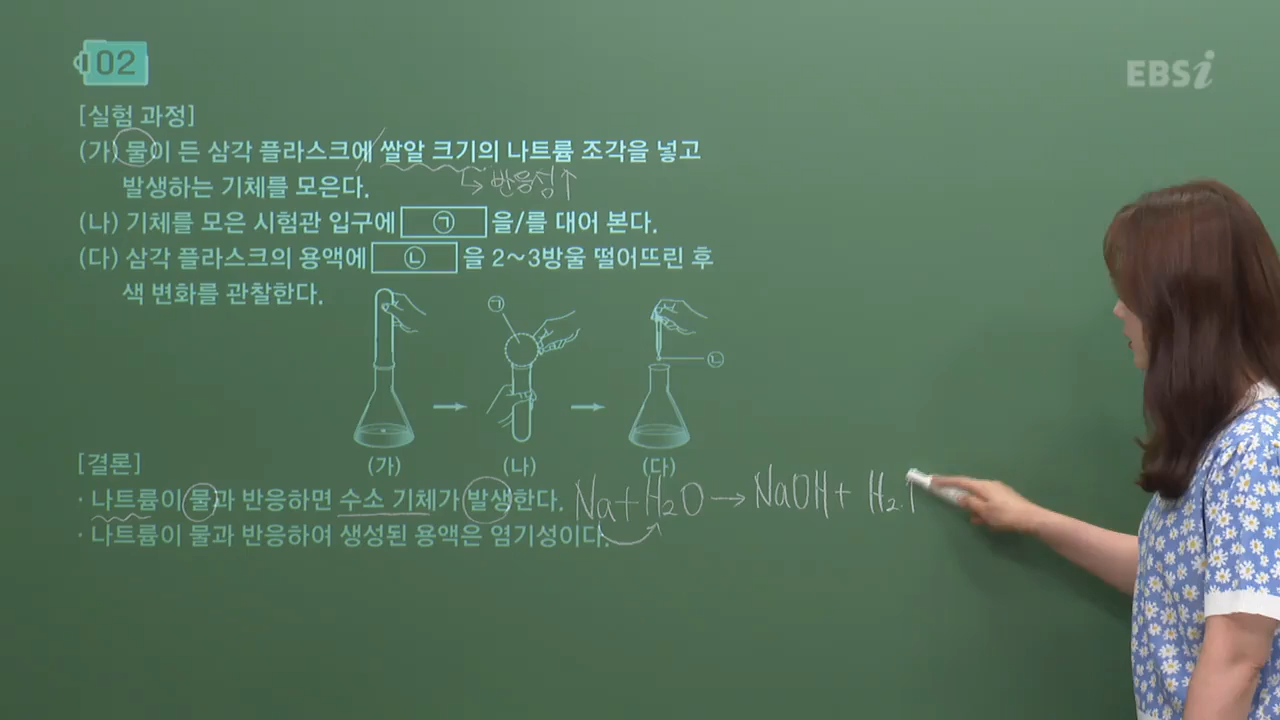 02
EBSi
[실험 과정]
(가) 물이 든 삼각 플라스크에 쌀알 크기의 나트륨 조각을 넣고
발생하는 기체를 모은다.
↳ 반응성↑
(나) 기체를 모은 시험관 입구에 ㉠ 을/를 대어 본다.
(다) 삼각 플라스크의 용액에 ㉡ 을 2~3방울 떨어뜨린 후
색 변화를 관찰한다.
㉠
㉡
(가) (나) (다)
[결론]
· 나트륨이 물과 반응하면 수소 기체가 발생한다. Na+H2O→NaOH+ H2↑
· 나트륨이 물과 반응하여 생성된 용액은 염기성이다.